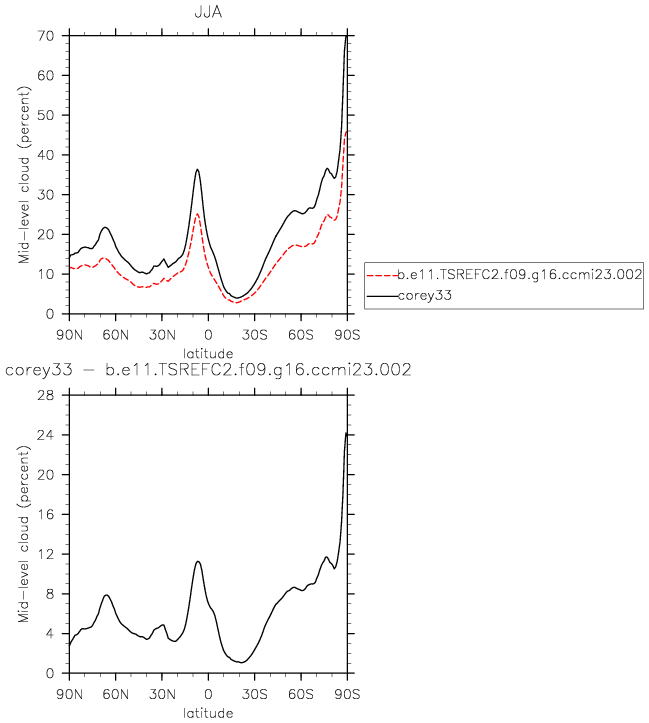 JJA
Mid-level cloud (percent)
70
60
50
40
30
20
10
0
90N 60N 30N 0 30S 60S 90S
latitude
b.e11.TSREFC2.f09.g16.ccmi23.002
corey33
corey33 - b.e11.TSREFC2.f09.g16.ccmi23.002
Mid-level cloud (percent)
28
24
20
16
12
8
4
0
90N 60N 30N 0 30S 60S 90S
latitude